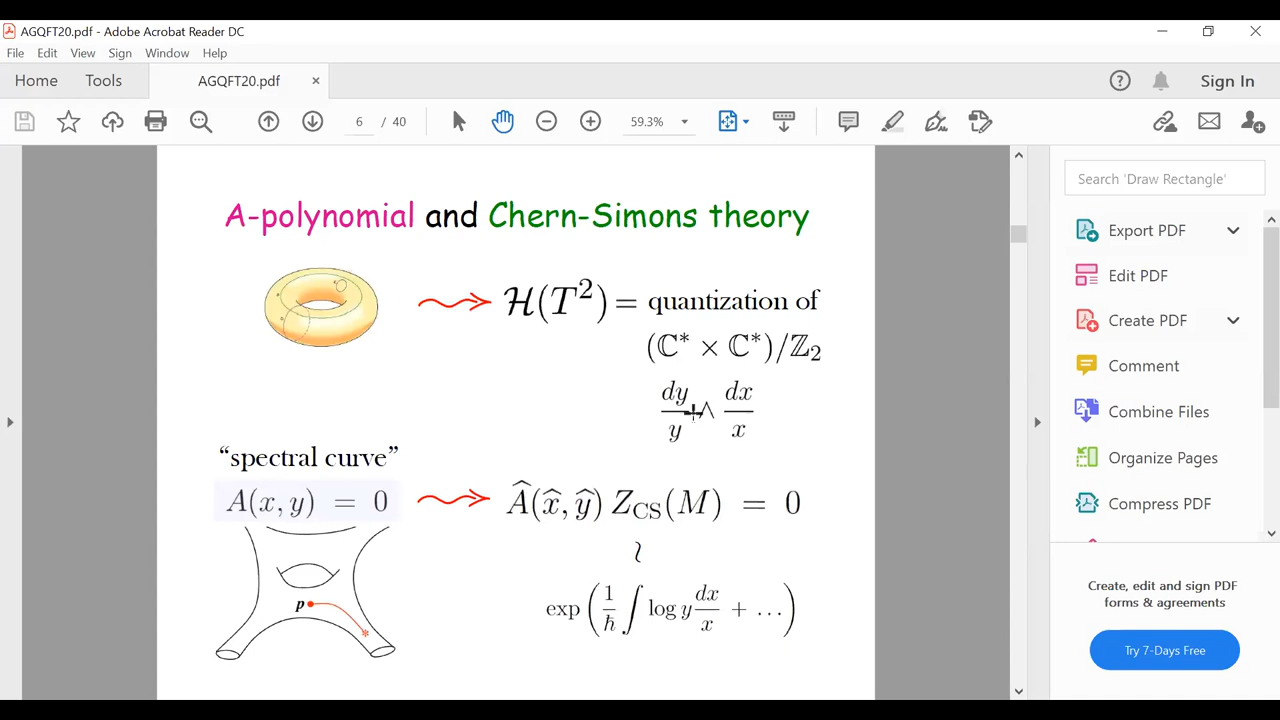 AGQFT20.pdf - Adobe Acrobat Reader DC
File Edit View Sign Window Help
Home Tools AGQFT20.pdf × Sign In
6 / 40 59.3%
A-polynomial and Chern-Simons theory
ℋ(T²) = quantization of
(ℂ* × ℂ*)/ℤ₂
dy/y ∧ dx/x
“spectral curve”
A(x, y) = 0
Â(x̂, ŷ) Z_CS(M) = 0
≀
p
*
exp (1/ħ ∫ log y dx/x + ...)
Search 'Draw Rectangle'
Export PDF
Edit PDF
Create PDF
Comment
Combine Files
Organize Pages
Compress PDF
Create, edit and sign PDF
forms & agreements
Try 7-Days Free